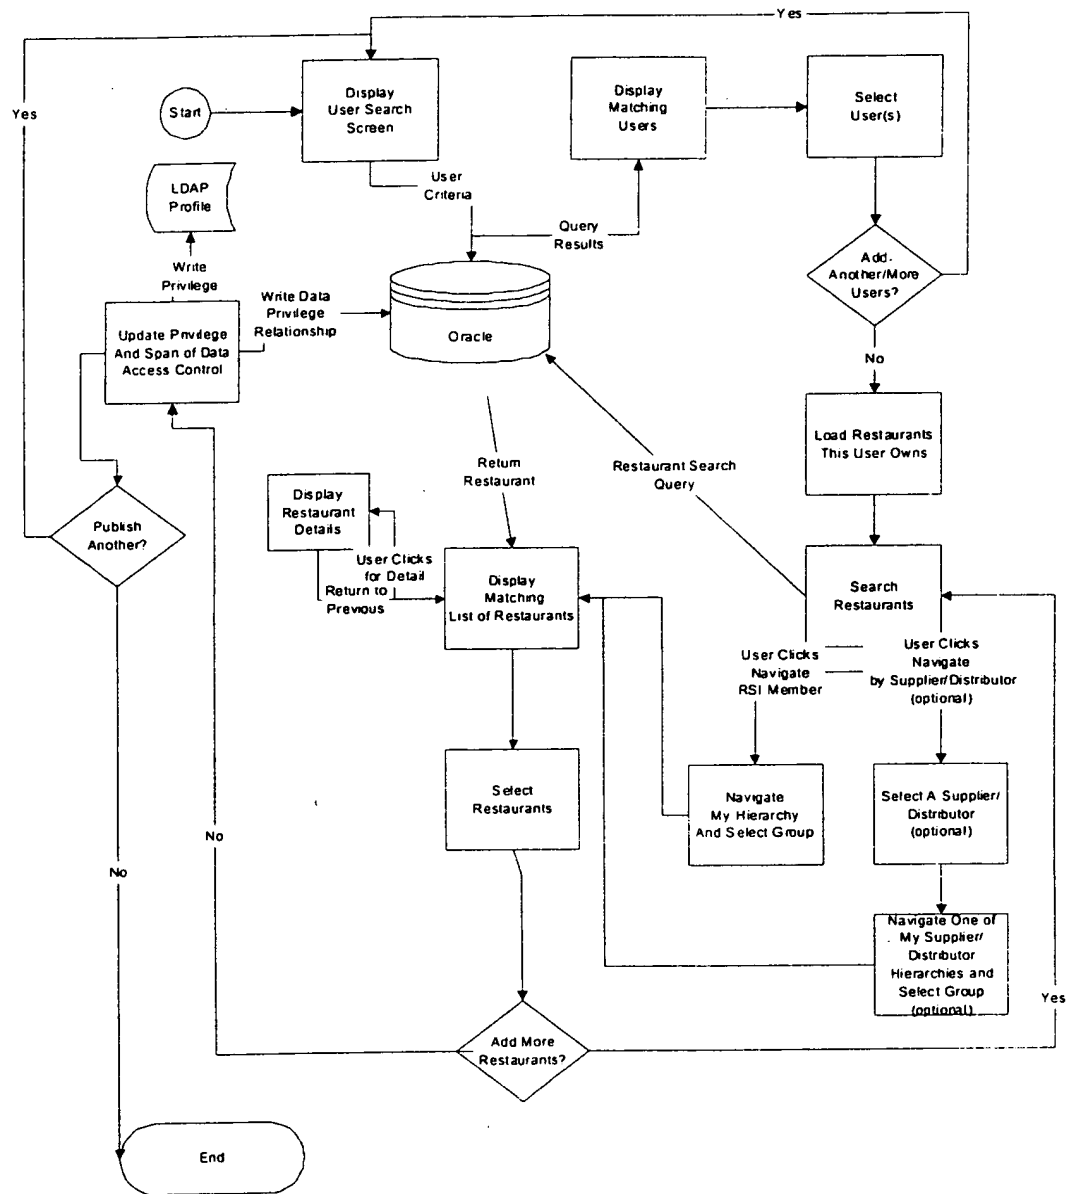 Yes
Yes
Start
Display
User Search
Screen
Display
Matching
Users
Select
User(s)
LDAP
Profile
User
Criteria
Query
Results
Write
Privilege
Write Data
Privilege
Relationship
Oracle
Add
Another/More
Users?
Update Privilege
And Span of Data
Access Control
No
Load Restaurants
This User Owns
Return
Restaurant
Restaurant Search
Query
Display
Restaurant
Details
Publish
Another?
User Clicks
for Detail
Return to
Previous
Display
Matching
List of Restaurants
Search
Restaurants
User Clicks
Navigate
RSI Member
User Clicks
Navigate
by Supplier/Distributor
(optional)
Select
Restaurants
Navigate
My Hierarchy
And Select Group
Select A Supplier/
Distributor
(optional)
No
No
Navigate One of
My Supplier/
Distributor
Hierarchies and
Select Group
(optional)
Yes
Add More
Restaurants?
End